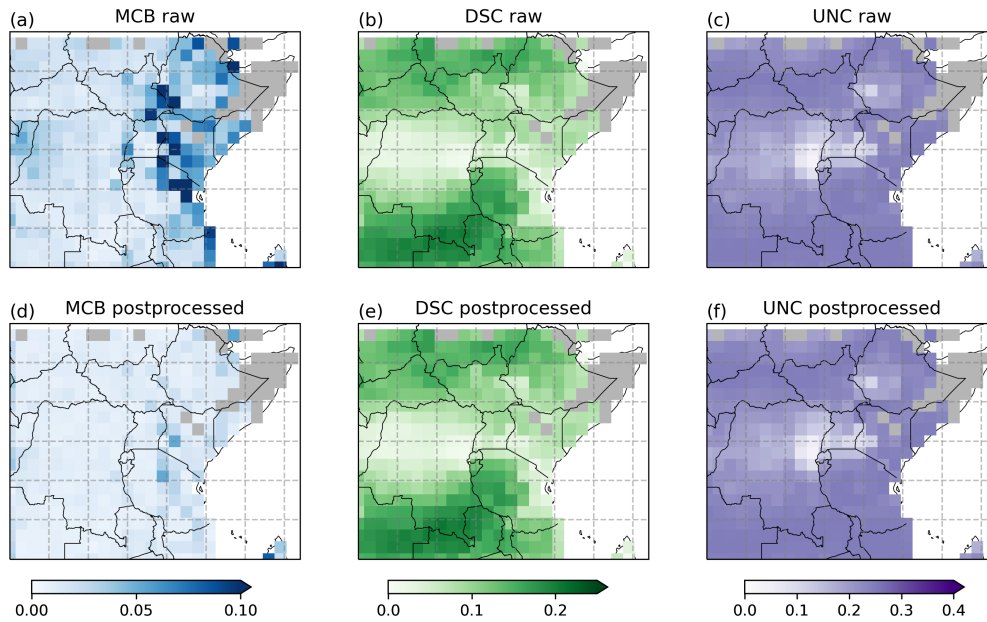 (a) MCB raw
(b) DSC raw
(c) UNC raw
(d) MCB postprocessed
(e) DSC postprocessed
(f) UNC postprocessed
0.00 0.05 0.10
0.0 0.1 0.2
0.0 0.1 0.2 0.3 0.4